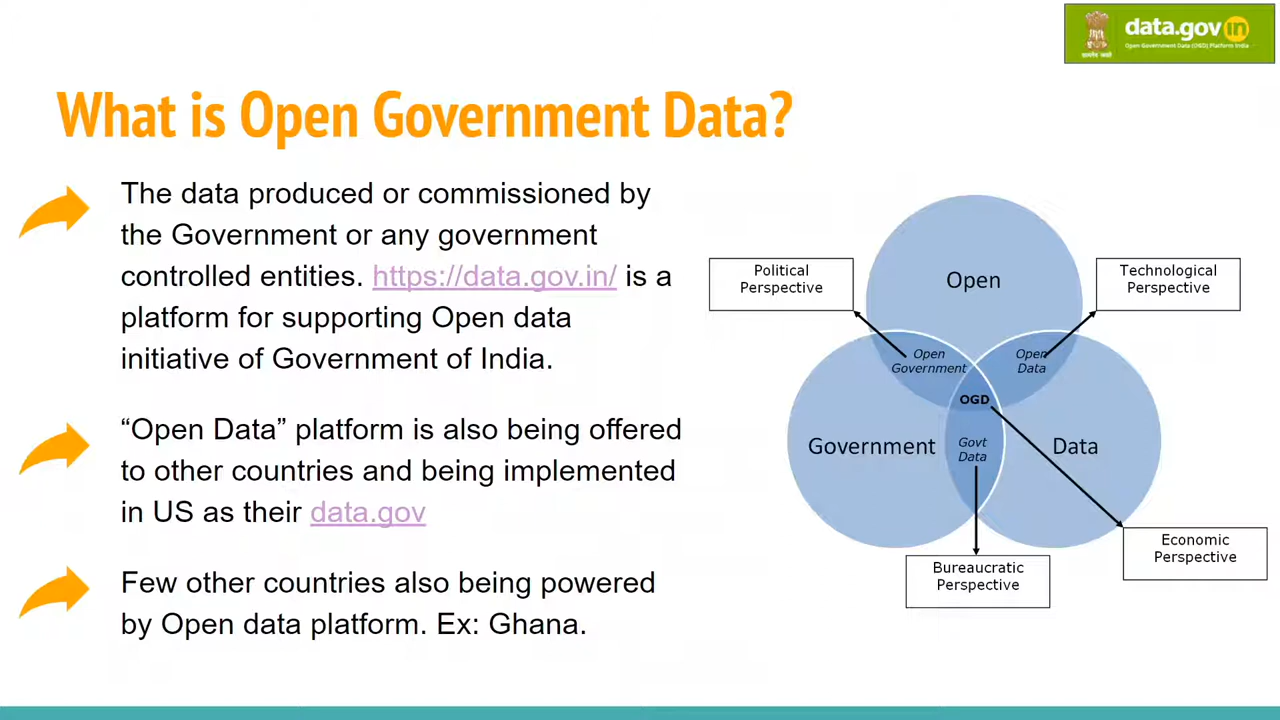 data.gov in
Open Government Data (OGD) Platform India
सत्यमेव जयते
What is Open Government Data?
The data produced or commissioned by
the Government or any government
controlled entities. https://data.gov.in/ is a
platform for supporting Open data
initiative of Government of India.
“Open Data” platform is also being offered
to other countries and being implemented
in US as their data.gov
Few other countries also being powered
by Open data platform. Ex: Ghana.
Open
Political
Perspective
Technological
Perspective
Open
Government
Open
Data
OGD
Government
Govt
Data
Data
Economic
Perspective
Bureaucratic
Perspective